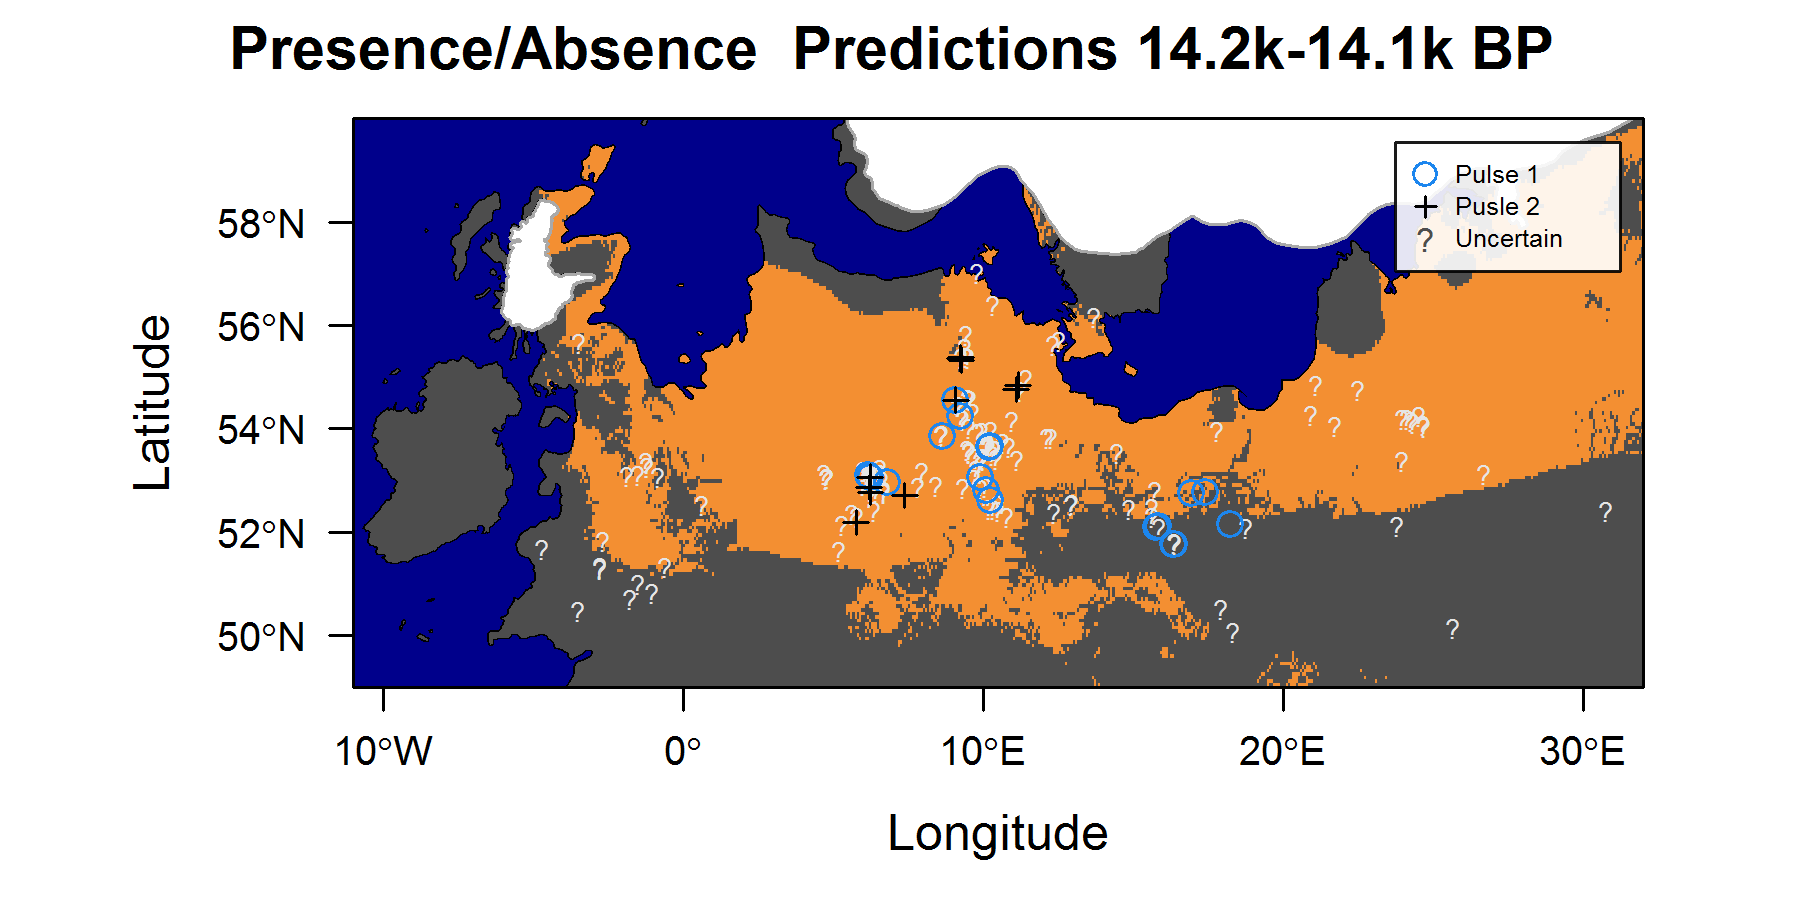 Presence/Absence  Predictions 14.2k-14.1k BP
Pulse 1
Pusle 2
? Uncertain
58°N
56°N
54°N
52°N
50°N
Latitude
10°W 0° 10°E 20°E 30°E
Longitude